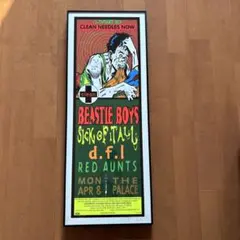 CLEAN NEEDLES NOW
BEASTIE BOYS
SICK OF IT ALL
d.f.l
RED AUNTS
MON THE
APR 8 PALACE